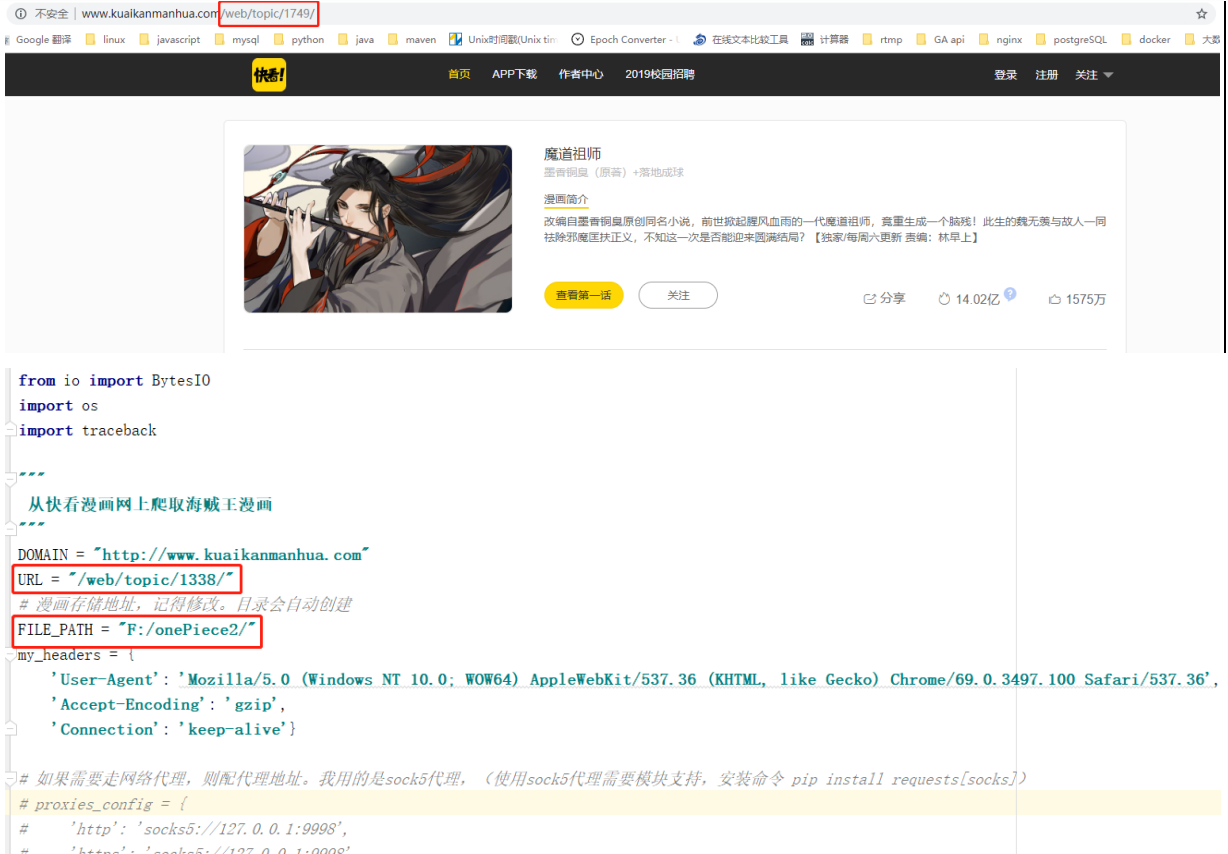 不安全 | www.kuaikanmanhua.com/web/topic/1749/
Google 翻译 linux javascript mysql python java maven Unix时间戳(Unix tim Epoch Converter - 在线文本比较工具 计算器 rtmp GA api nginx postgreSQL docker 大数
快看! 首页 APP下载 作者中心 2019校园招聘 登录 注册 关注
魔道祖师
墨香铜臭（原著）+落地成球
漫画简介
改编自墨香铜臭原创同名小说，前世掀起腥风血雨的一代魔道祖师，竟重生成一个脑残！此生的魏无羡与故人一同
祛除邪魔匡扶正义，不知这一次是否能迎来圆满结局？【独家/每周六更新 责编：林早上】
查看第一话 关注 分享 14.02亿 ? 1575万
from io import BytesIO
import os
import traceback
"""
从快看漫画网上爬取海贼王漫画
"""
DOMAIN = "http://www.kuaikanmanhua.com"
URL = "/web/topic/1338/"
# 漫画存储地址，记得修改。目录会自动创建
FILE_PATH = "F:/onePiece2/"
my_headers = {
'User-Agent': 'Mozilla/5.0 (Windows NT 10.0; WOW64) AppleWebKit/537.36 (KHTML, like Gecko) Chrome/69.0.3497.100 Safari/537.36',
'Accept-Encoding': 'gzip',
'Connection': 'keep-alive'}
# 如果需要走网络代理，则配代理地址。我用的是sock5代理，（使用sock5代理需要模块支持，安装命令 pip install requests[socks]）
# proxies_config = {
# 'http': 'socks5://127.0.0.1:9998',
# 'https': 'socks5://127.0.0.1:9998'